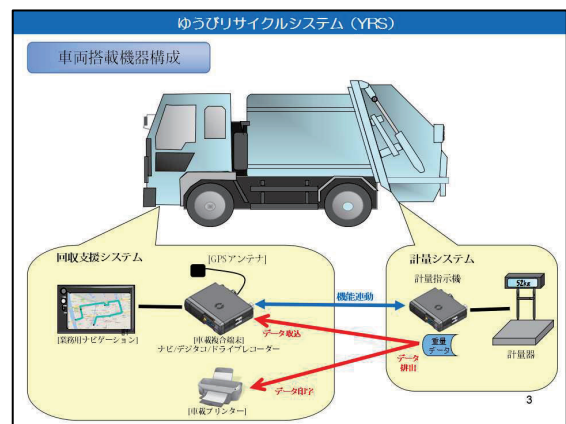 ゆうびリサイクルシステム（YRS）
車両搭載機器構成
回収支援システム
[GPSアンテナ]
[業務用ナビゲーション]
[車載複合端末]
ナビ/デジタコ/ドライブレコーダー
[車載プリンター]
機能連動
データ取込
データ印字
計量システム
計量指示機
52kg
重量
データ
データ
排出
計量器
3